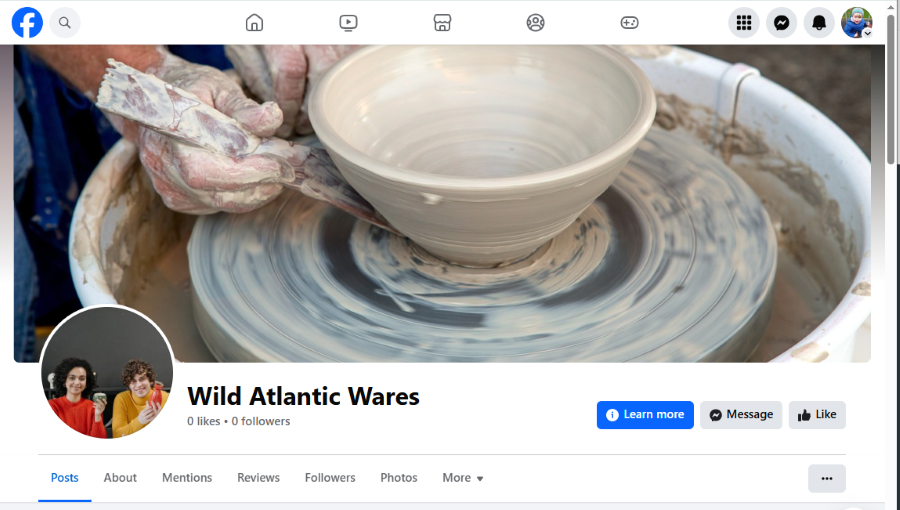 Wild Atlantic Wares
0 likes • 0 followers
Learn more
Message
Like
Posts
About
Mentions
Reviews
Followers
Photos
More